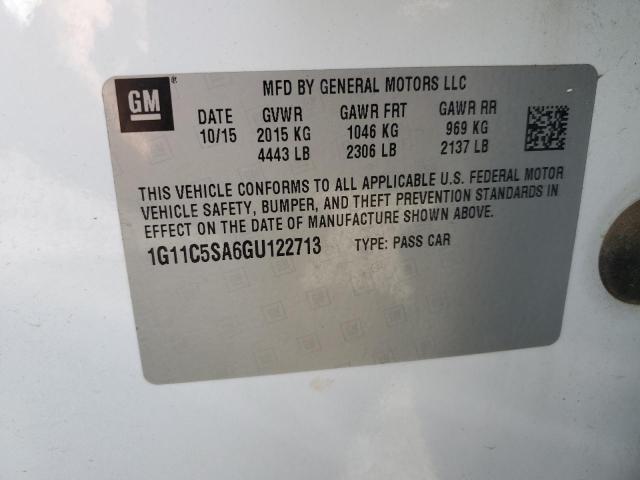 GM ®
MFD BY GENERAL MOTORS LLC
DATE GVWR GAWR FRT GAWR RR
10/15 2015 KG 1046 KG 969 KG
4443 LB 2306 LB 2137 LB
THIS VEHICLE CONFORMS TO ALL APPLICABLE U.S. FEDERAL MOTOR
VEHICLE SAFETY, BUMPER, AND THEFT PREVENTION STANDARDS IN
EFFECT ON THE DATE OF MANUFACTURE SHOWN ABOVE.
1G11C5SA6GU122713 TYPE: PASS CAR